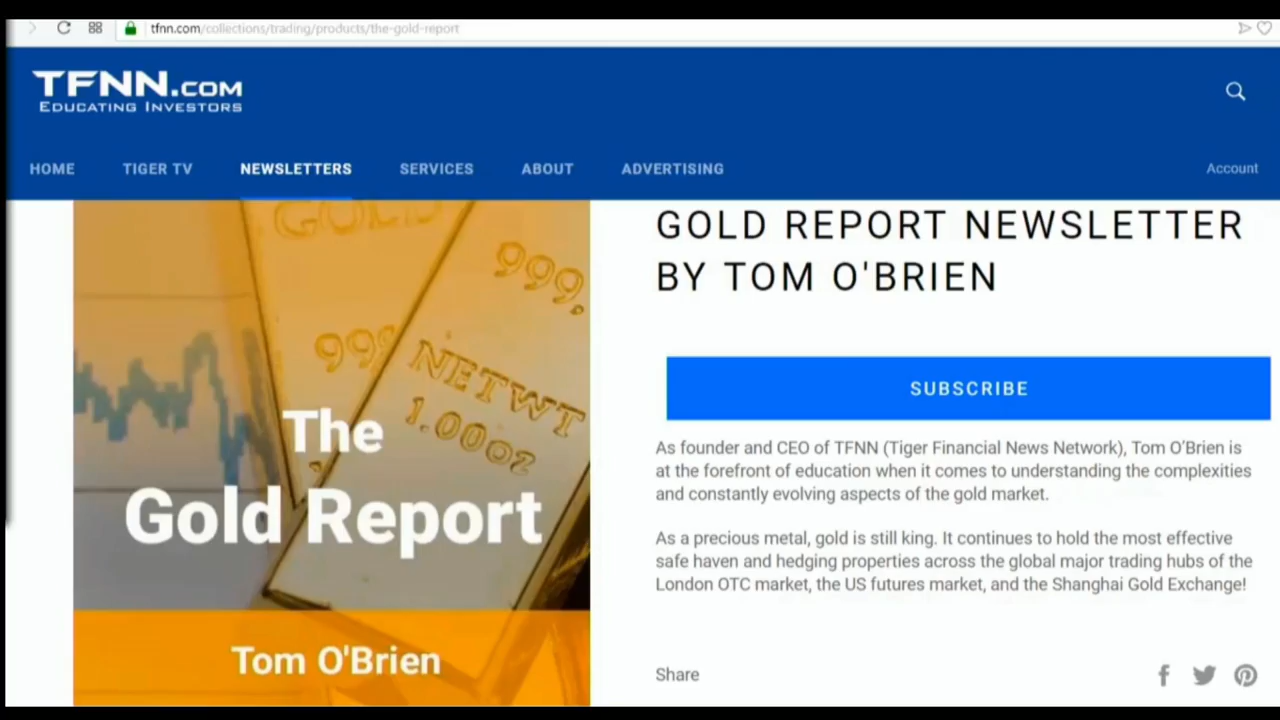 tfnn.com/collections/trading/products/the-gold-report
TFNN.COM
EDUCATING INVESTORS
HOME TIGER TV NEWSLETTERS SERVICES ABOUT ADVERTISING Account
GOLD
999,
999
NETWT
1.00oz
The
Gold Report
Tom O'Brien
GOLD REPORT NEWSLETTER
BY TOM O'BRIEN
SUBSCRIBE
As founder and CEO of TFNN (Tiger Financial News Network), Tom O'Brien is
at the forefront of education when it comes to understanding the complexities
and constantly evolving aspects of the gold market.
As a precious metal, gold is still king. It continues to hold the most effective
safe haven and hedging properties across the global major trading hubs of the
London OTC market, the US futures market, and the Shanghai Gold Exchange!
Share